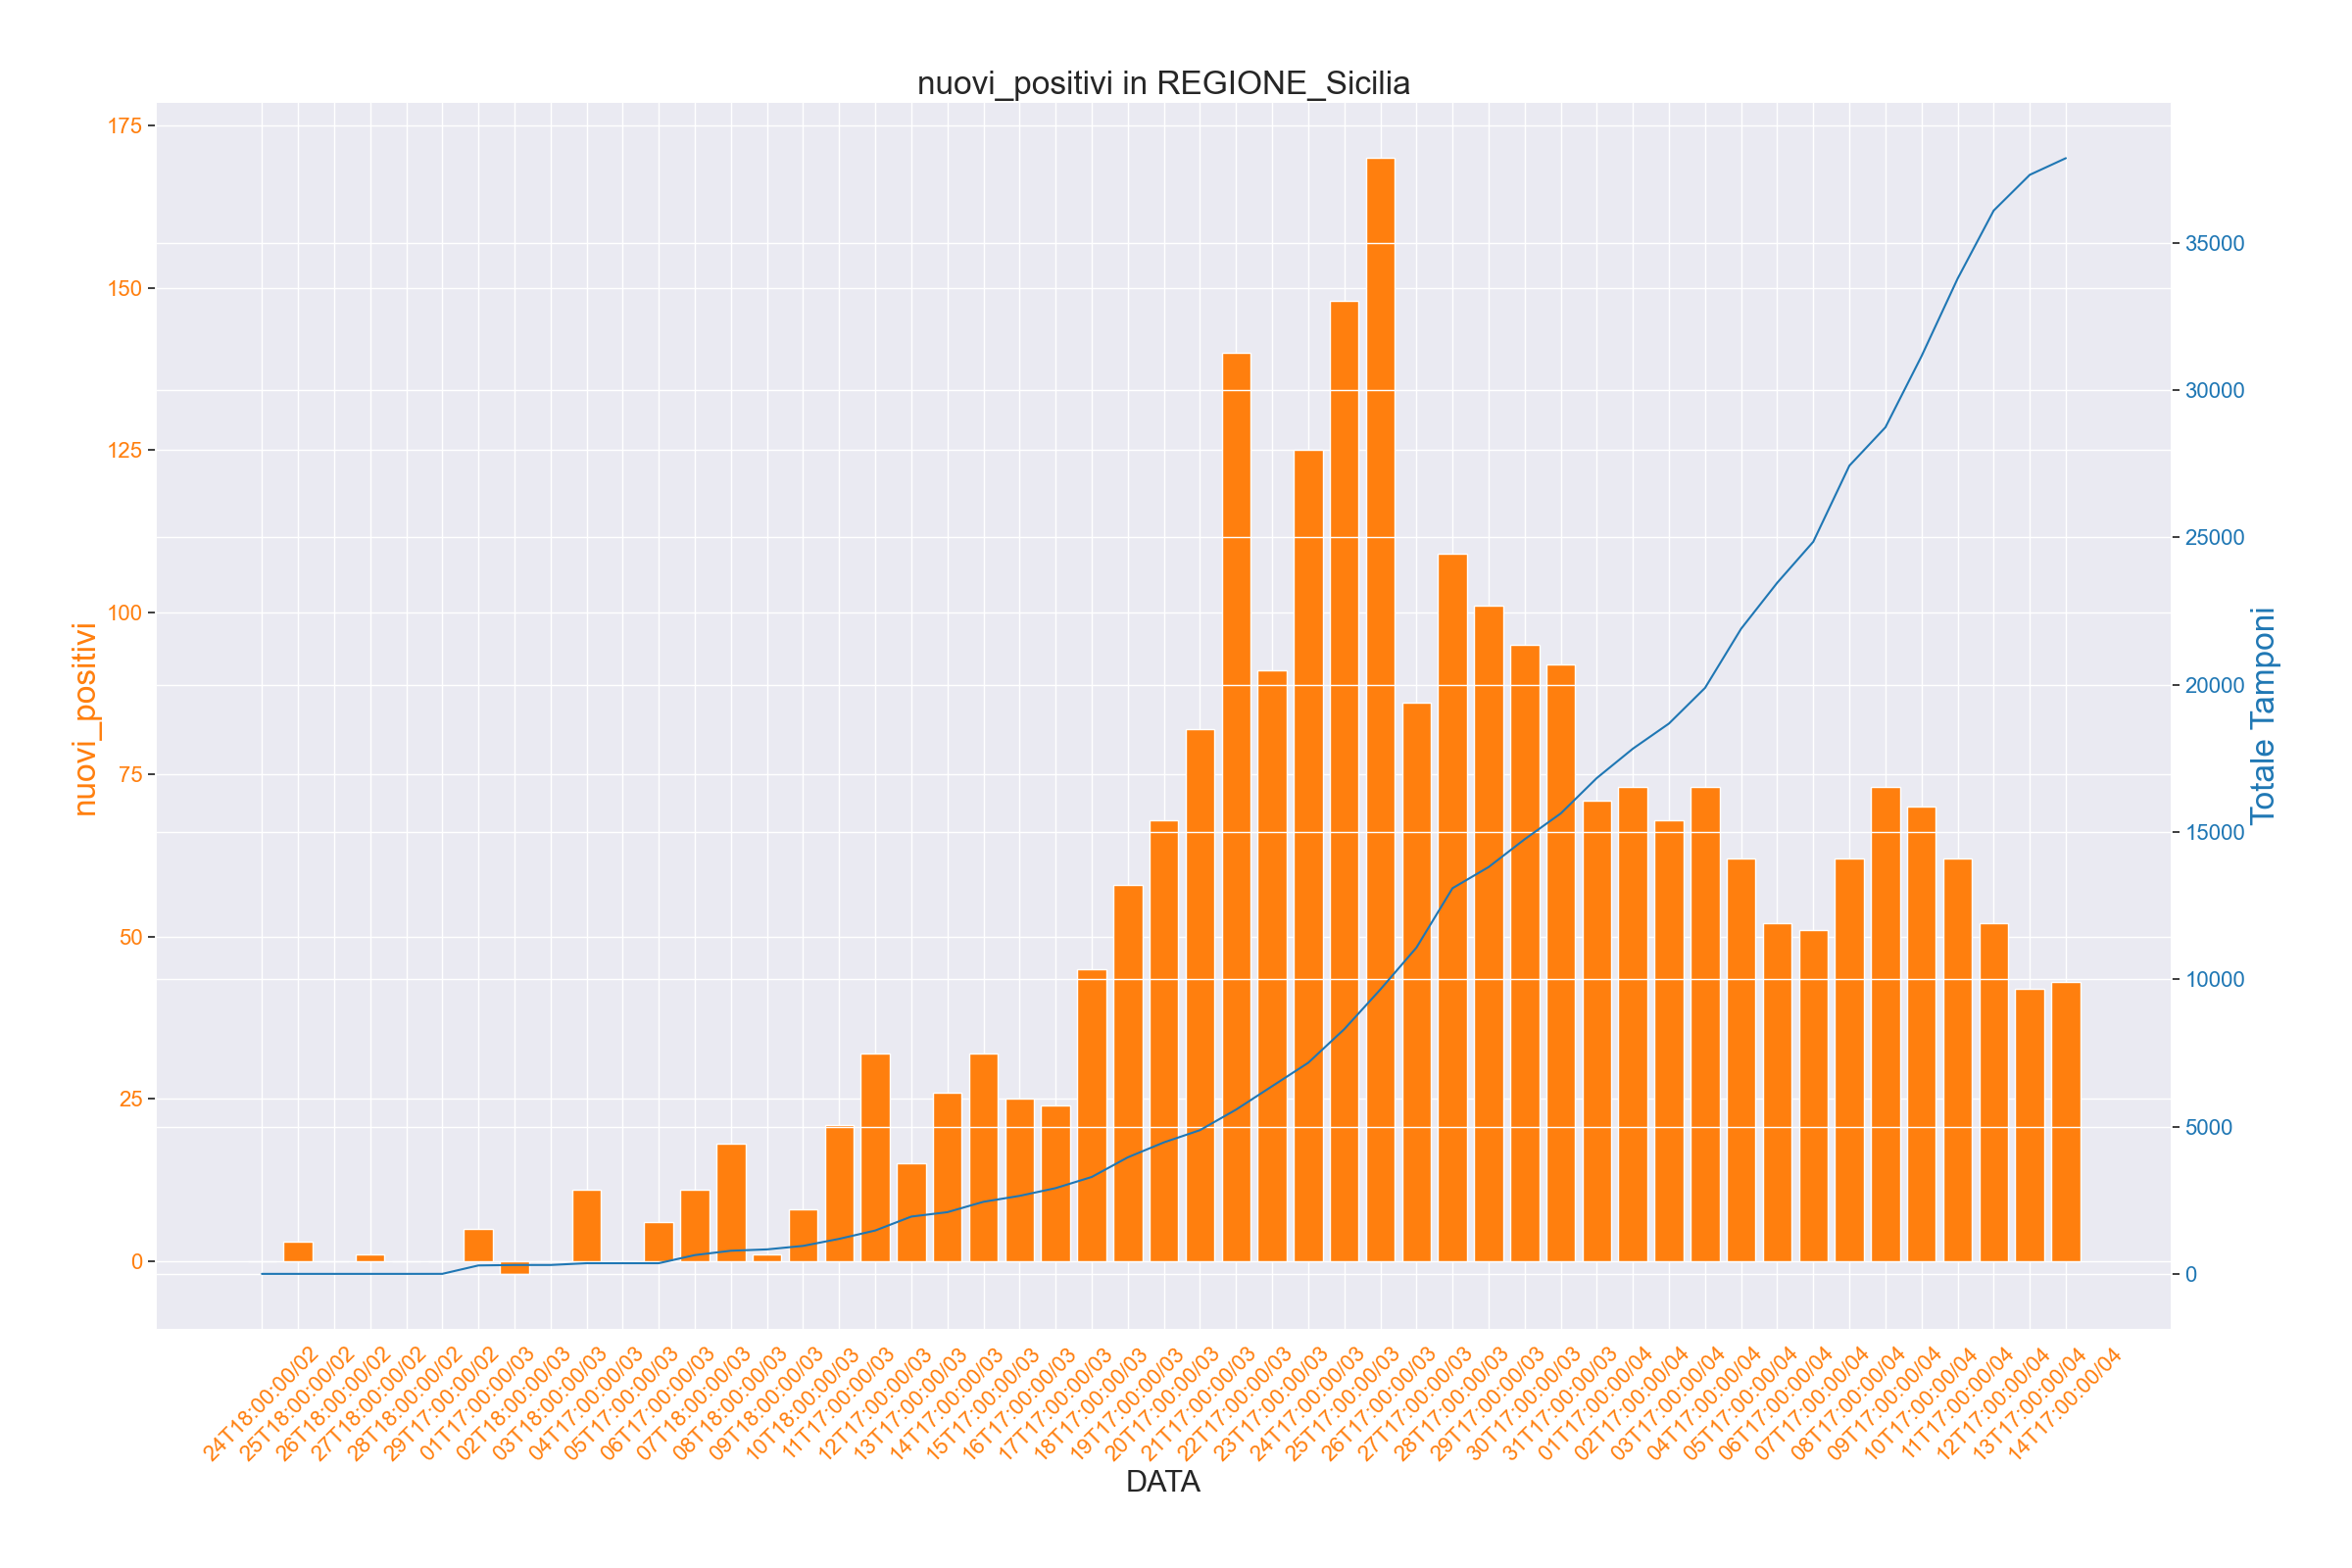 nuovi_positivi in REGIONE_Sicilia
175
150
125
100
75
50
25
0
nuovi_positivi
35000
30000
25000
20000
15000
10000
5000
0
Totale Tamponi
24T18:00:00/02
25T18:00:00/02
26T18:00:00/02
27T18:00:00/02
28T18:00:00/02
29T17:00:00/02
01T17:00:00/03
02T18:00:00/03
03T18:00:00/03
04T17:00:00/03
05T17:00:00/03
06T17:00:00/03
07T18:00:00/03
08T18:00:00/03
09T18:00:00/03
10T18:00:00/03
11T17:00:00/03
12T17:00:00/03
13T17:00:00/03
14T17:00:00/03
15T17:00:00/03
16T17:00:00/03
17T17:00:00/03
18T17:00:00/03
19T17:00:00/03
20T17:00:00/03
21T17:00:00/03
22T17:00:00/03
23T17:00:00/03
24T17:00:00/03
25T17:00:00/03
26T17:00:00/03
27T17:00:00/03
28T17:00:00/03
29T17:00:00/03
30T17:00:00/03
31T17:00:00/03
01T17:00:00/04
02T17:00:00/04
03T17:00:00/04
04T17:00:00/04
05T17:00:00/04
06T17:00:00/04
07T17:00:00/04
08T17:00:00/04
09T17:00:00/04
10T17:00:00/04
11T17:00:00/04
12T17:00:00/04
13T17:00:00/04
14T17:00:00/04
DATA